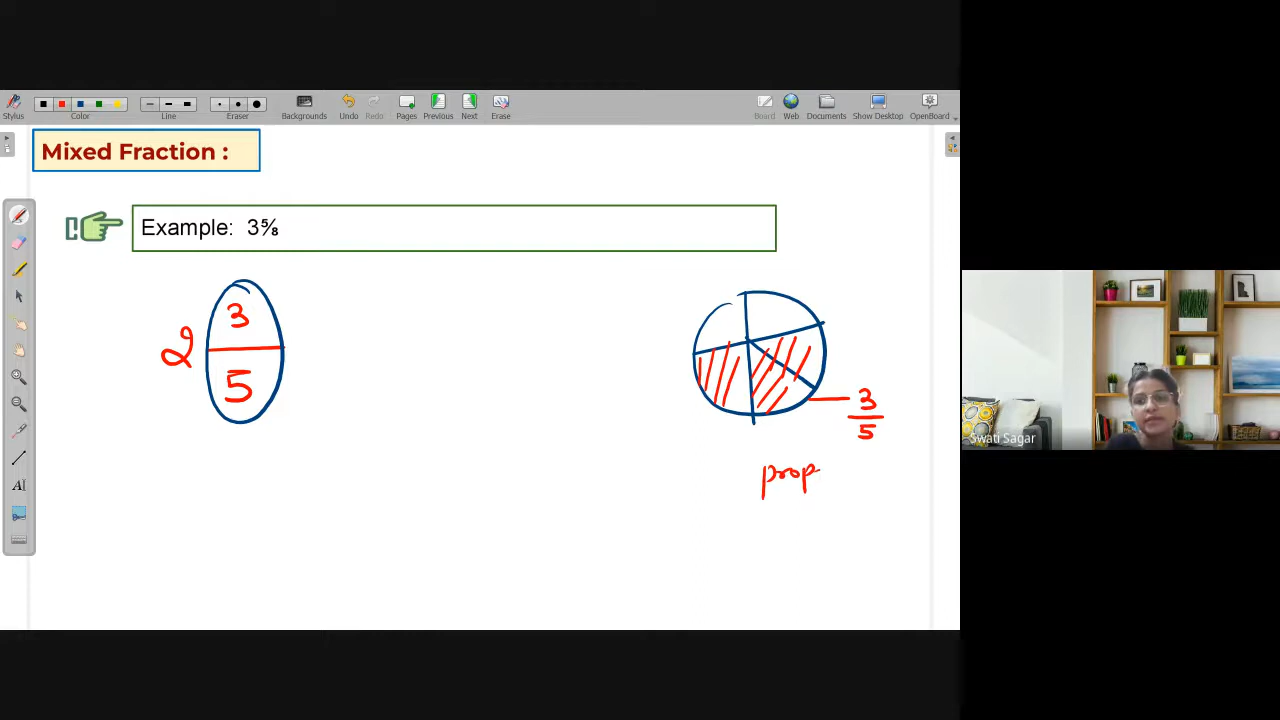 Stylus Color Line Eraser Backgrounds Undo Redo Pages Previous Next Erase Board Web Documents Show Desktop OpenBoard
Mixed Fraction :
Example: 3⅝
2 3/5
3/5
prop
Swati Sagar